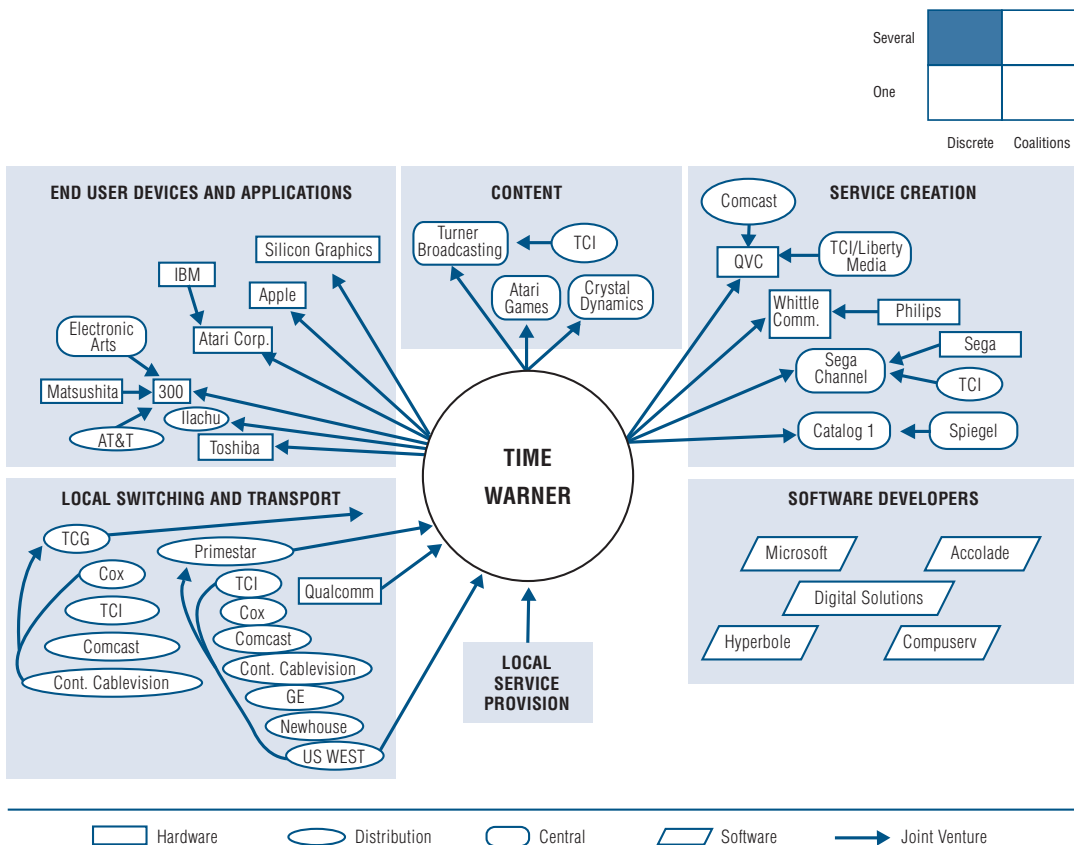 Several
One
Discrete Coalitions
END USER DEVICES AND APPLICATIONS
Silicon Graphics
IBM
Apple
Electronic
Arts
Atari Corp.
Matsushita
300
Ilachu
AT&T
Toshiba
CONTENT
Turner
Broadcasting
TCI
Atari
Games
Crystal
Dynamics
SERVICE CREATION
Comcast
QVC
TCI/Liberty
Media
Whittle
Comm.
Philips
Sega
Sega
Channel
TCI
Catalog 1
Spiegel
TIME
WARNER
LOCAL SWITCHING AND TRANSPORT
TCG
Primestar
Cox
TCI
Qualcomm
TCI
Cox
Comcast
Comcast
Cont. Cablevision
Cont. Cablevision
GE
Newhouse
US WEST
LOCAL
SERVICE
PROVISION
SOFTWARE DEVELOPERS
Microsoft
Accolade
Digital Solutions
Hyperbole
Compuserv
Hardware
Distribution
Central
Software
Joint Venture